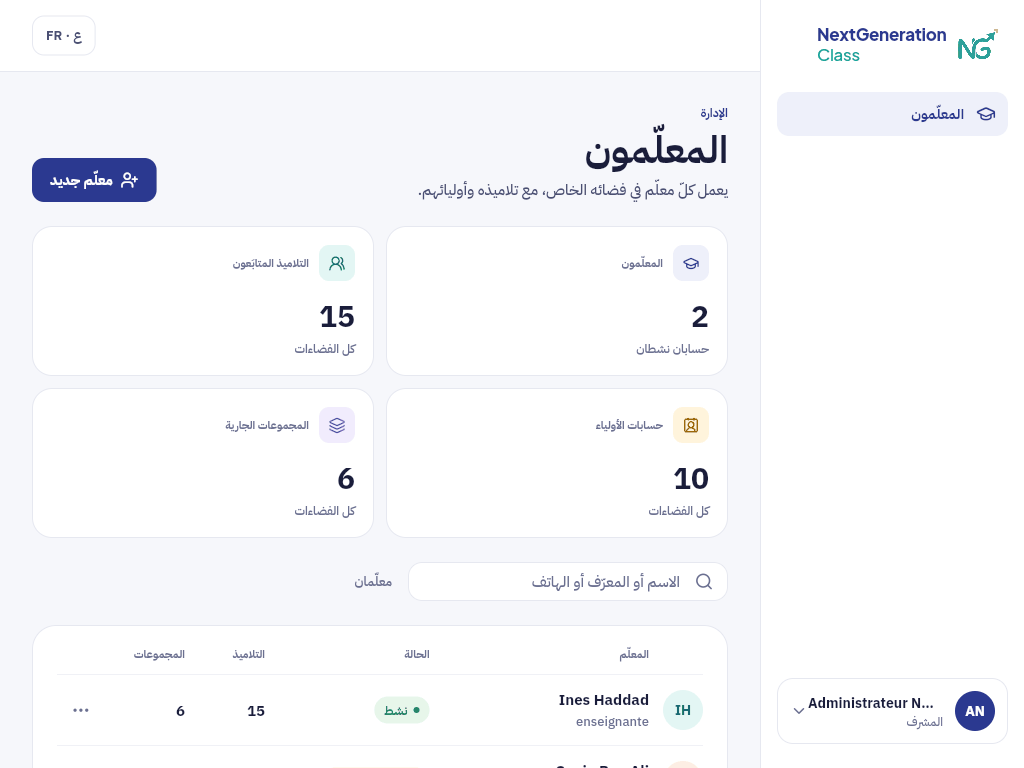 NextGeneration
Class
المعلّمون
FR · ع
الإدارة
المعلّمون
يعمل كلّ معلّم في فضائه الخاص، مع تلاميذه وأوليائهم.
معلّم جديد
المعلّمون
2
حسابان نشطان
التلاميذ المتابَعون
15
كل الفضاءات
حسابات الأولياء
10
كل الفضاءات
المجموعات الجارية
6
كل الفضاءات
الاسم أو المعرّف أو الهاتف
معلّمان
المعلّم
الحالة
التلاميذ
المجموعات
IH
Ines Haddad
enseignante
نشط
15
6
AN
Administrateur N...
المشرف